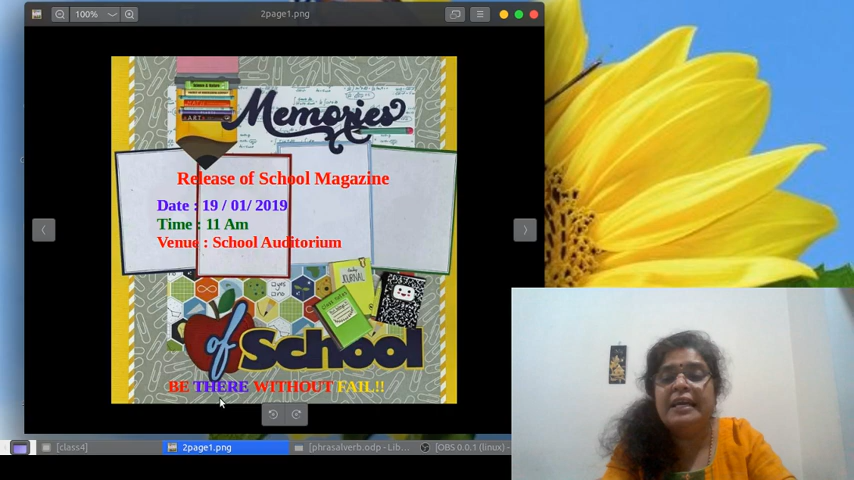 100%
2page1.png
Memories
Release of School Magazine
Date : 19 / 01/ 2019
Time : 11 Am
Venue : School Auditorium
JOURNAL
of School
BE THERE WITHOUT FAIL!!
[class4]
2page1.png
[phrasalverb.odp - Lib...
[OBS 0.0.1 (linux) -